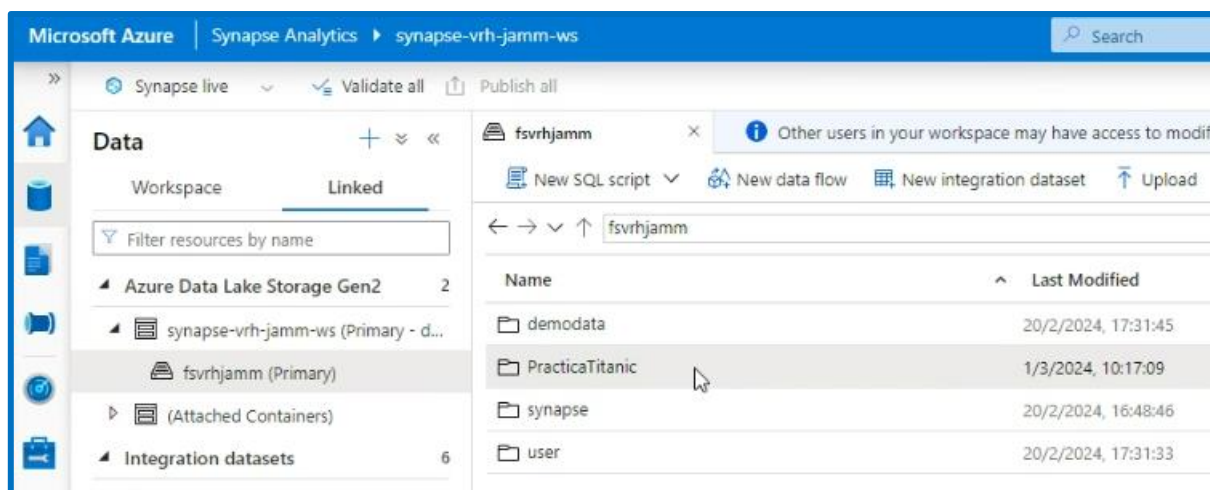 Microsoft Azure Synapse Analytics synapse-vrh-jamm-ws Search
Synapse live Validate all Publish all
Data
Workspace Linked
Filter resources by name
Azure Data Lake Storage Gen2 2
synapse-vrh-jamm-ws (Primary - d...
fsvrhjamm (Primary)
(Attached Containers)
Integration datasets 6
fsvrhjamm Other users in your workspace may have access to modif
New SQL script New data flow New integration dataset Upload
fsvrhjamm
Name Last Modified
demodata 20/2/2024, 17:31:45
PracticaTitanic 1/3/2024, 10:17:09
synapse 20/2/2024, 16:48:46
user 20/2/2024, 17:31:33